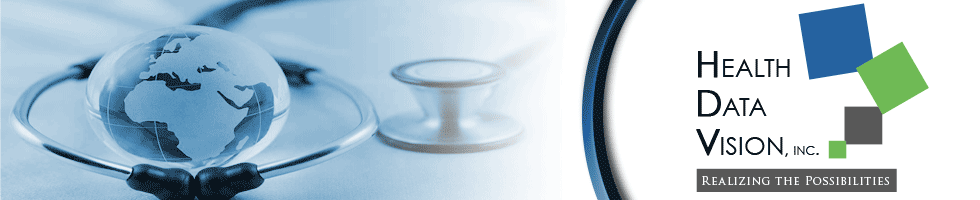 HEALTH
DATA
VISION, INC.
REALIZING THE POSSIBILITIES